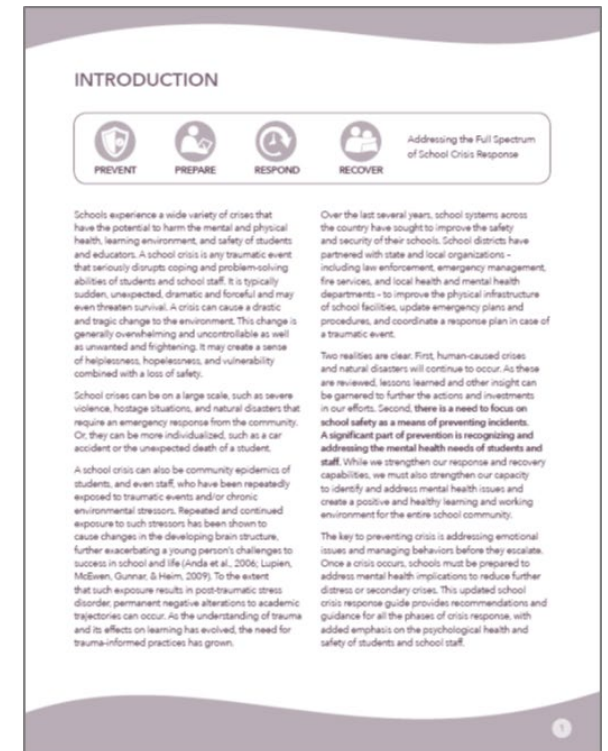 INTRODUCTION
PREVENT
PREPARE
RESPOND
RECOVER
Addressing the Full Spectrum
of School Crisis Response
Schools experience a wide variety of crises that
have the potential to harm the mental and physical
health, learning environment, and safety of students
and educators. A school crisis is any traumatic event
that seriously disrupts coping and problem-solving
abilities of students and school staff. It is typically
sudden, unexpected, dramatic and forceful and may
even threaten survival. A crisis can cause a drastic
and tragic change to the environment. This change is
generally overwhelming and uncontrollable as well
as unwanted and frightening. It may create a sense
of helplessness, hopelessness, and vulnerability
combined with a loss of safety.
School crises can be on a large scale, such as severe
violence, hostage situations, and natural disasters that
require an emergency response from the community.
Or, they can be more individualized, such as a car
accident or the unexpected death of a student.
A school crisis can also be community epidemics of
students, and even staff, who have been repeatedly
exposed to traumatic events and/or chronic
environmental stressors. Repeated and continued
exposure to such stressors has been shown to
cause changes in the developing brain structure,
further exacerbating a young person's challenges to
success in school and life (Anda et al., 2006; Lupien,
McEwen, Gunnar, & Heim, 2009). To the extent
that such exposure results in post-traumatic stress
disorder, permanent negative alterations to academic
trajectories can occur. As the understanding of trauma
and its effects on learning has evolved, the need for
trauma-informed practices has grown.
Over the last several years, school systems across
the country have sought to improve the safety
and security of their schools. School districts have
partnered with state and local organizations -
including law enforcement, emergency management,
fire services, and local health and mental health
departments - to improve the physical infrastructure
of school facilities, update emergency plans and
procedures, and coordinate a response plan in case of
a traumatic event.
Two realities are clear. First, human-caused crises
and natural disasters will continue to occur. As these
are reviewed, lessons learned and other insight can
be garnered to further the actions and investments
in our efforts. Second, there is a need to focus on
school safety as a means of preventing incidents.
A significant part of prevention is recognizing and
addressing the mental health needs of students and
staff. While we strengthen our response and recovery
capabilities, we must also strengthen our capacity
to identify and address mental health issues and
create a positive and healthy learning and working
environment for the entire school community.
The key to preventing crisis is addressing emotional
issues and managing behaviors before they escalate.
Once a crisis occurs, schools must be prepared to
address mental health implications to reduce further
distress or secondary crises. This updated school
crisis response guide provides recommendations and
guidance for all the phases of crisis response, with
added emphasis on the psychological health and
safety of students and school staff.
1